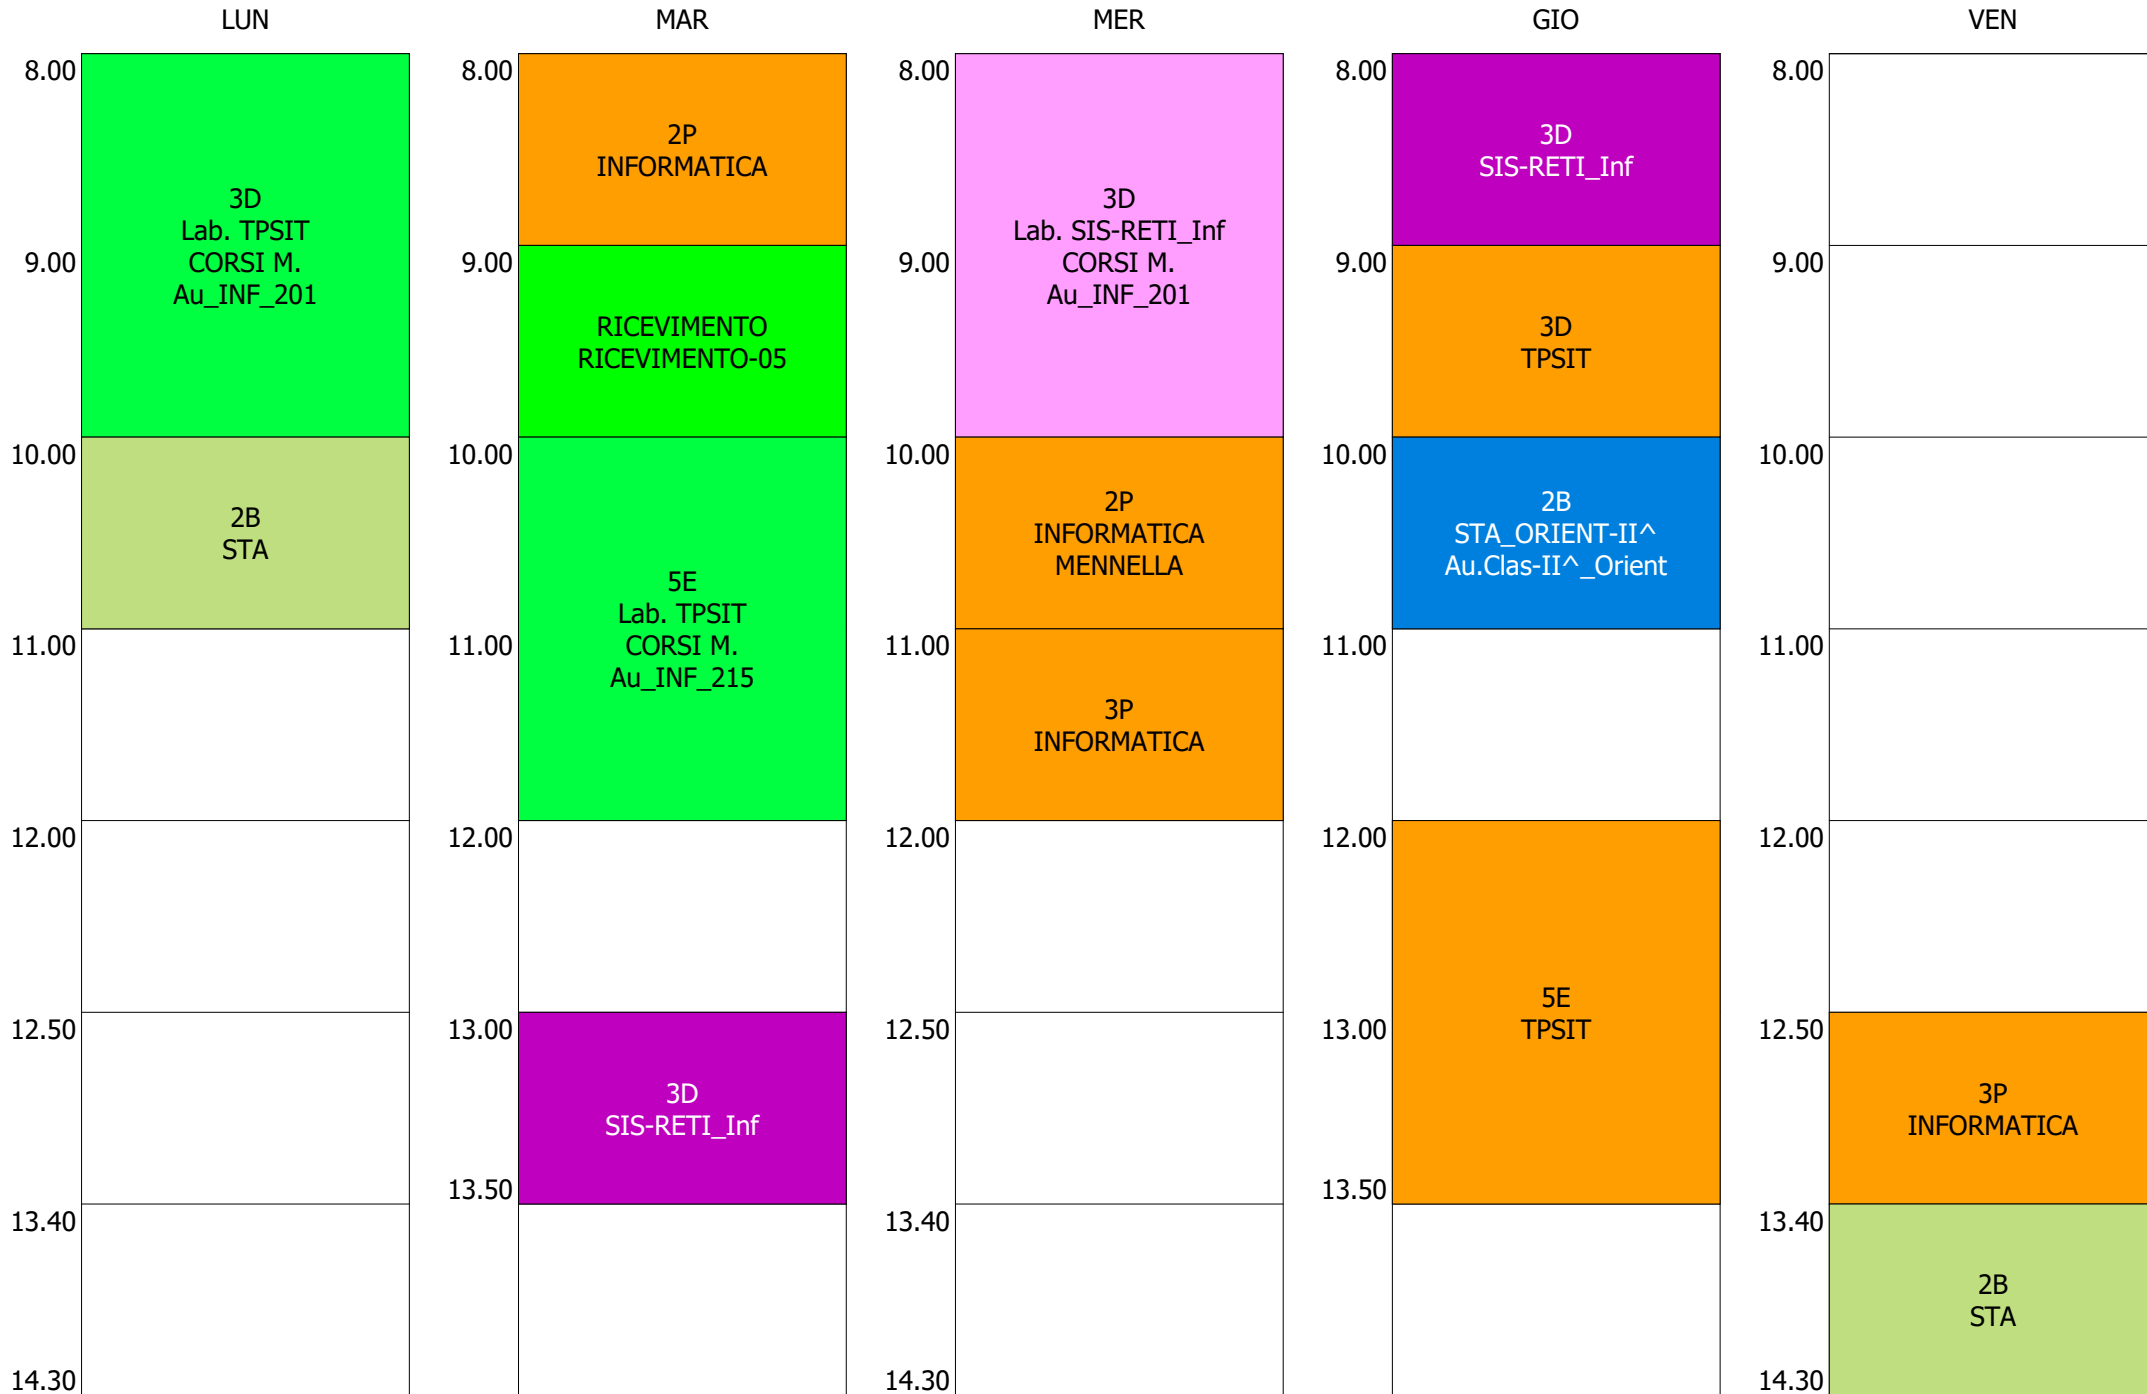 LUN
MAR
MER
GIO
VEN
8.00
3D
Lab. TPSIT
CORSI M.
Au_INF_201
9.00
10.00
2B
STA
11.00
12.00
12.50
13.40
14.30
8.00
2P
INFORMATICA
9.00
RICEVIMENTO
RICEVIMENTO-05
10.00
5E
Lab. TPSIT
CORSI M.
Au_INF_215
11.00
12.00
13.00
3D
SIS-RETI_Inf
13.50
8.00
3D
Lab. SIS-RETI_Inf
CORSI M.
Au_INF_201
9.00
10.00
2P
INFORMATICA
MENNELLA
11.00
3P
INFORMATICA
12.00
12.50
13.40
14.30
8.00
3D
SIS-RETI_Inf
9.00
3D
TPSIT
10.00
2B
STA_ORIENT-II^
Au.Clas-II^_Orient
11.00
12.00
5E
TPSIT
13.00
13.50
8.00
9.00
10.00
11.00
12.00
12.50
3P
INFORMATICA
13.40
2B
STA
14.30